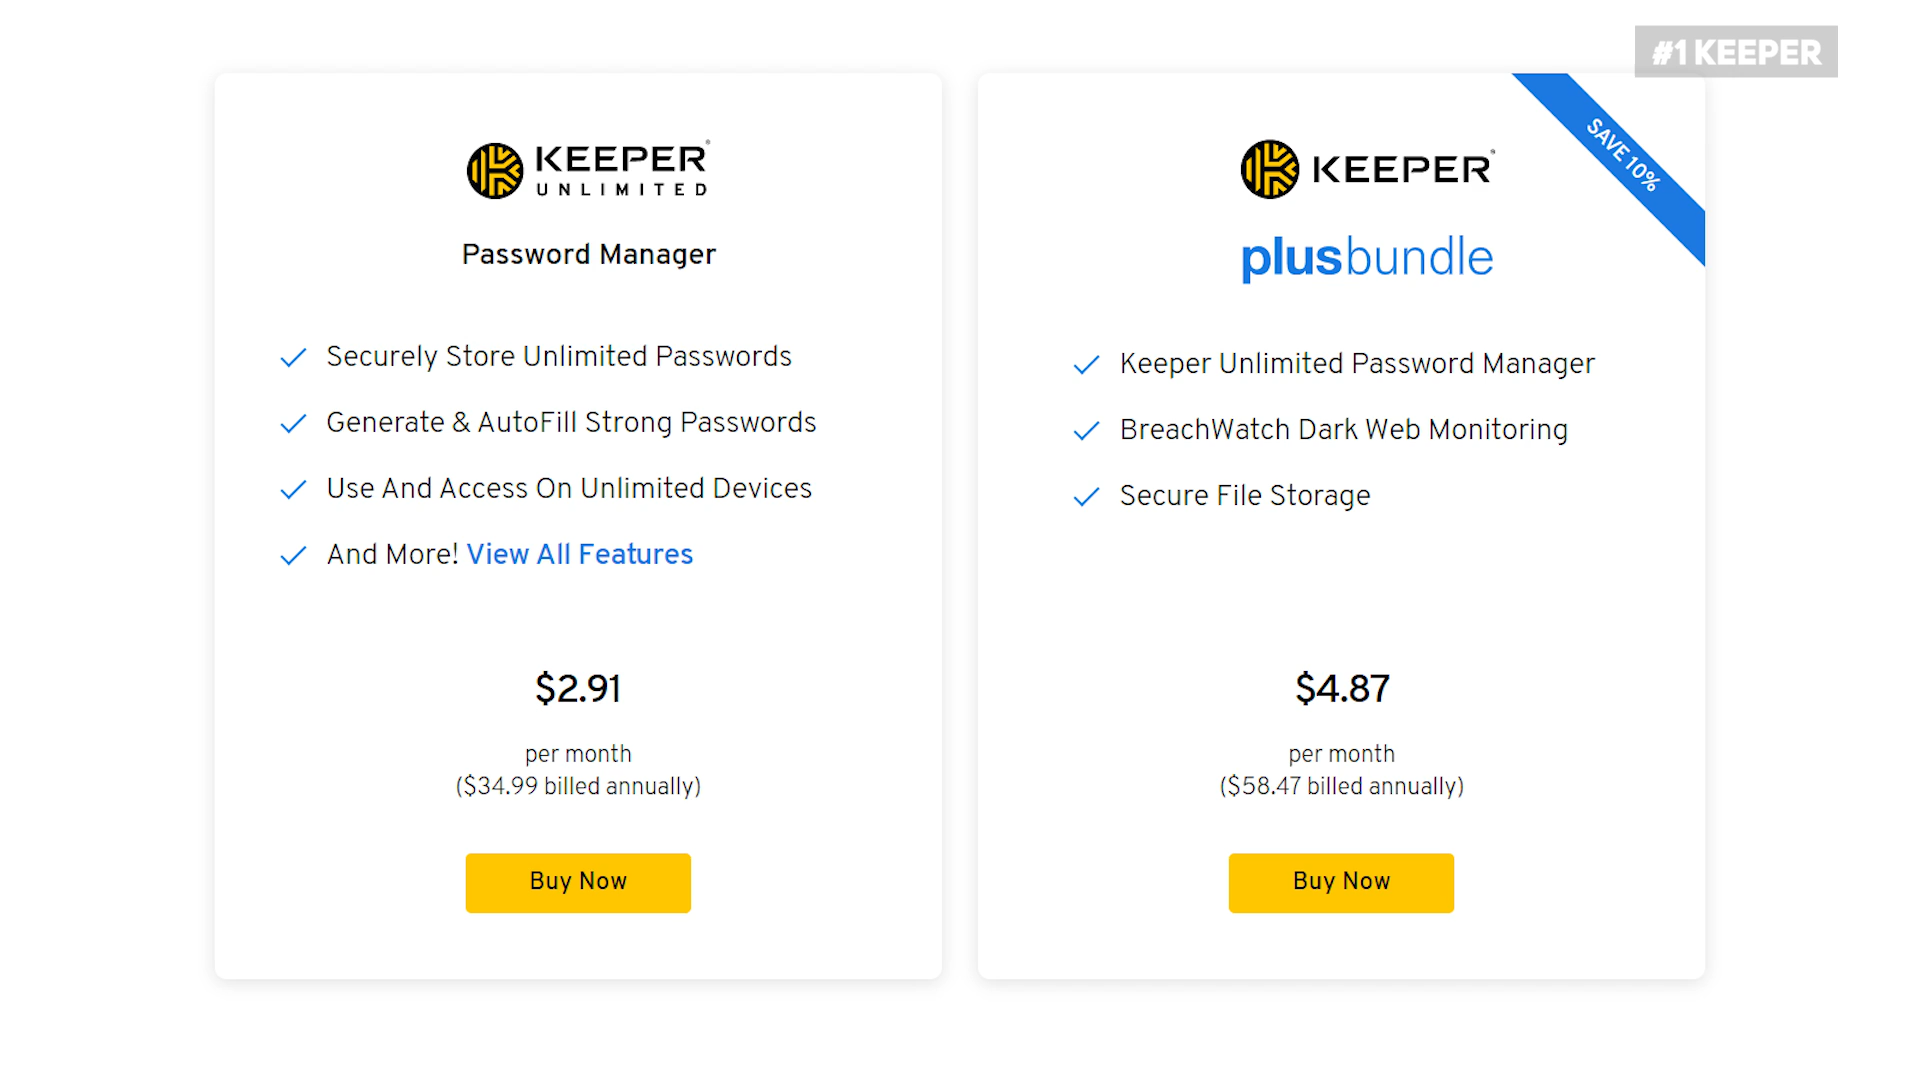 #1 KEEPER
KEEPER
UNLIMITED
Password Manager
Securely Store Unlimited Passwords
Generate & AutoFill Strong Passwords
Use And Access On Unlimited Devices
And More! View All Features
$2.91
per month
($34.99 billed annually)
Buy Now
SAVE 10%
KEEPER
plusbundle
Keeper Unlimited Password Manager
BreachWatch Dark Web Monitoring
Secure File Storage
$4.87
per month
($58.47 billed annually)
Buy Now